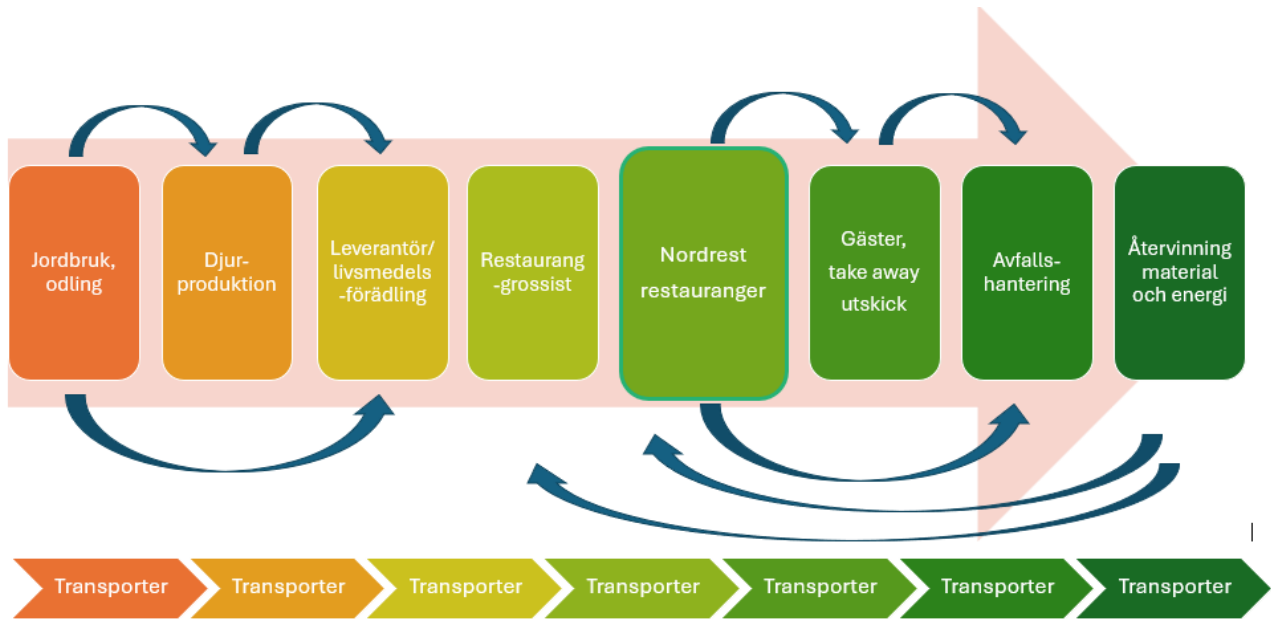 Jordbruk,
odling
Djur-
produktion
Leverantör/
livsmedels
-förädling
Restaurang
-grossist
Nordrest
restauranger
Gäster,
take away
utskick
Avfalls-
hantering
Återvinning
material
och energi
Transporter
Transporter
Transporter
Transporter
Transporter
Transporter
Transporter